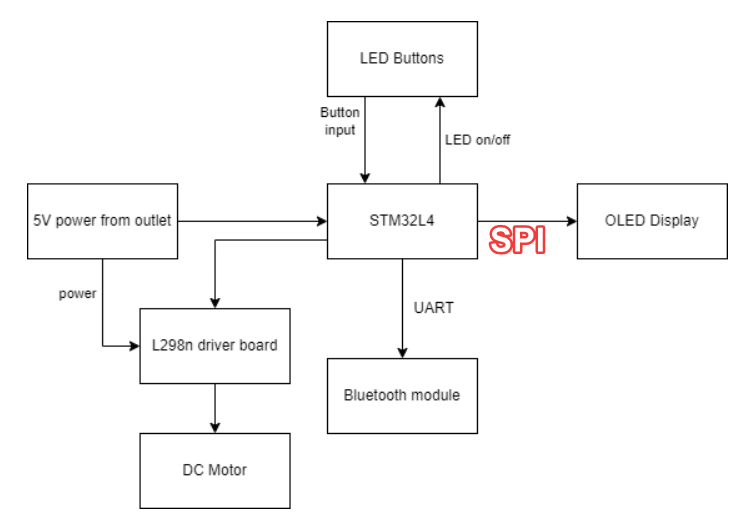 LED Buttons
Button
input
LED on/off
5V power from outlet
STM32L4
SPI
OLED Display
power
UART
L298n driver board
Bluetooth module
DC Motor